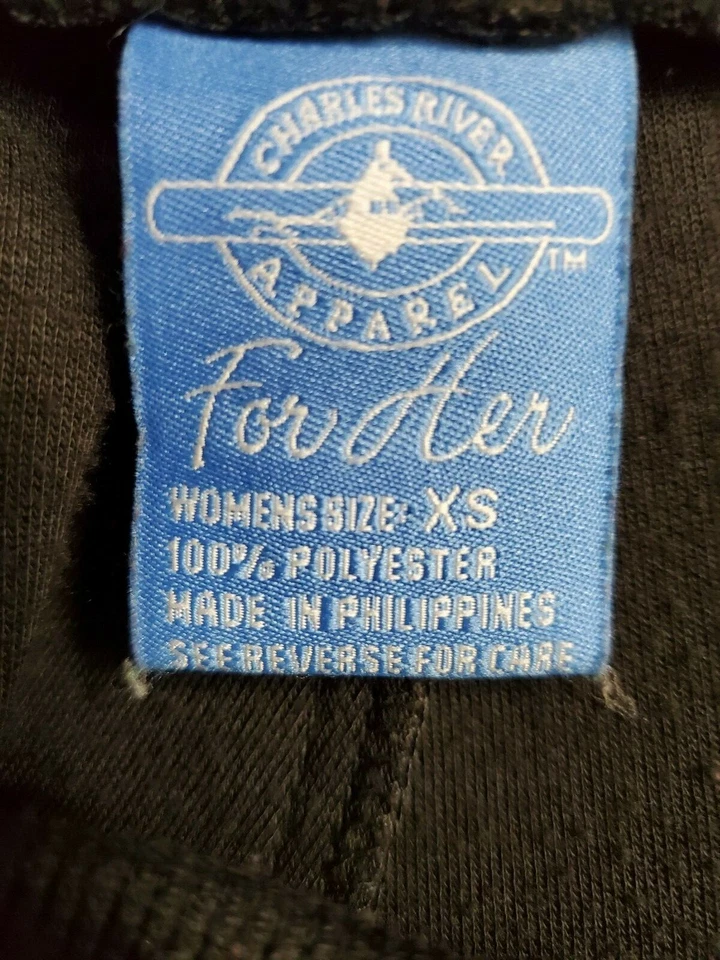 CHARLES RIVER
APPAREL
TM
For Her
WOMENS SIZE: XS
100% POLYESTER
MADE IN PHILIPPINES
SEE REVERSE FOR CARE